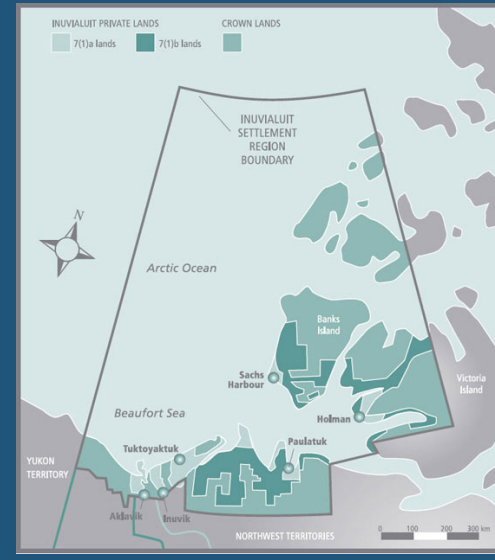 INUVIALUIT PRIVATE LANDS
CROWN LANDS
7(1)a lands
7(1)b lands
INUVIALUIT
SETTLEMENT
REGION
BOUNDARY
N
Arctic Ocean
Banks
Island
Sachs
Harbour
Victoria
Island
Beaufort Sea
Holman
Tuktoyaktuk
Paulatuk
YUKON
TERRITORY
Aklavik
Inuvik
NORTHWEST TERRITORIES
0 100 200 300 km